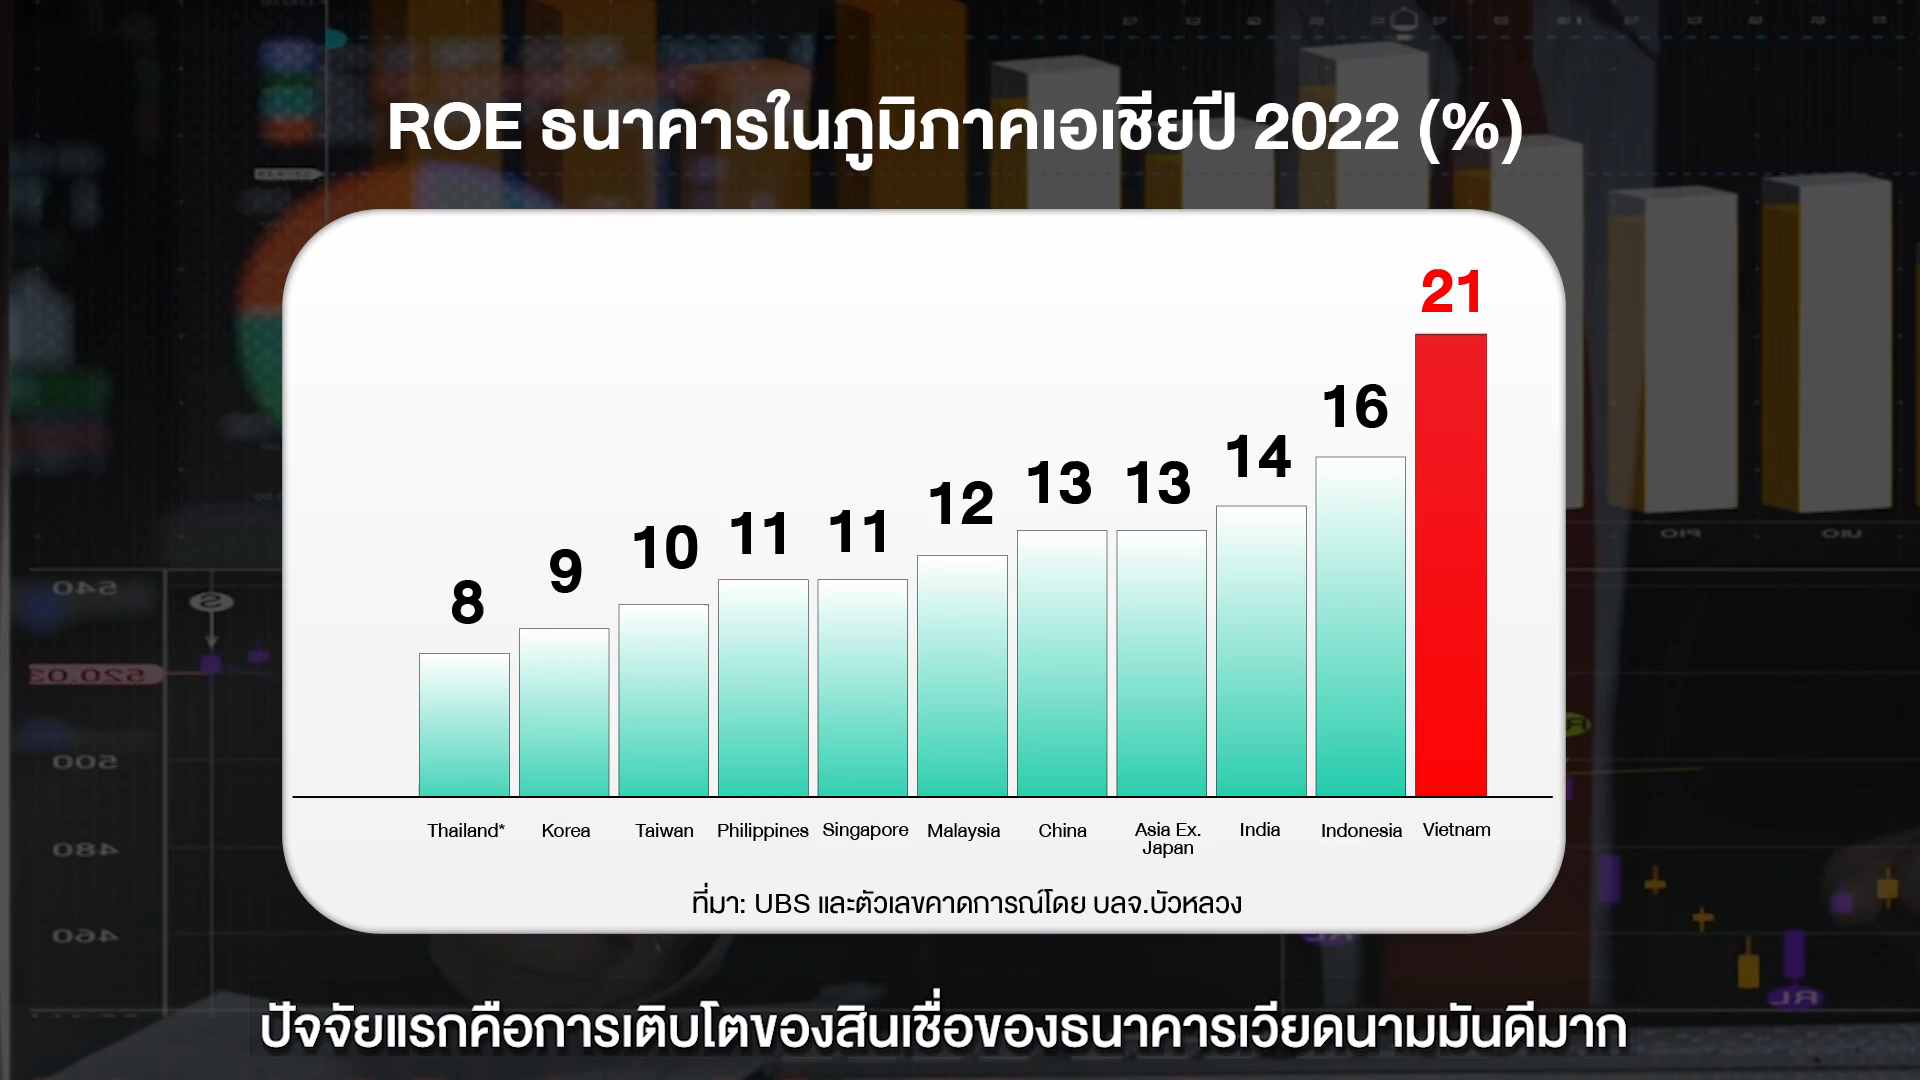 ROE ธนาคารในภูมิภาคเอเชียปี 2022 (%)
8
9
10
11
11
12
13
13
14
16
21
Thailand*
Korea
Taiwan
Philippines
Singapore
Malaysia
China
Asia Ex.
Japan
India
Indonesia
Vietnam
ที่มา: UBS และตัวเลขคาดการณ์โดย บลจ.บัวหลวง
540
520.03
500
480
460
ปัจจัยแรกคือการเติบโตของสินเชื่อของธนาคารเวียดนามมันดีมาก